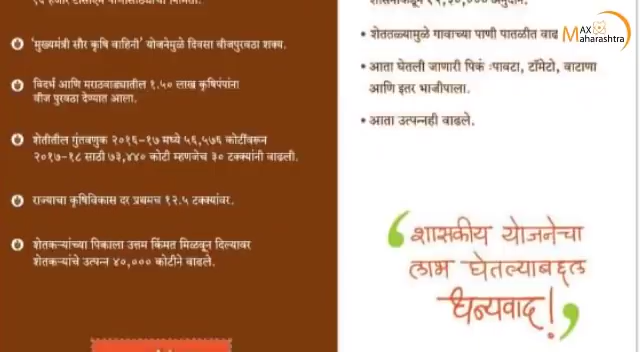 'मुख्यमंत्री सौर कृषि वाहिनी' योजनेमुळे दिवसा वीजपुरवठा शक्य.
विदर्भ आणि मराठवाड्यातील १.५० लाख कृषिपंपांना
वीज पुरवठा देण्यात आला.
शेतीतील गुंतवणुक २०१६-१७ मध्ये ५६,५७६ कोटींवरून
२०१७-१८ साठी ७३,४४० कोटी म्हणजेच ३० टक्क्यांनी वाढली.
राज्याचा कृषिविकास दर प्रथमच १२.५ टक्क्यांवर.
शेतकऱ्यांच्या पिकाला उत्तम किंमत मिळवून दिल्यावर
शेतकऱ्यांचे उत्पन्न ४०,००० कोटीने वाढले.
MAX
Maharashtra
• शेततळ्यामुळे गावाच्या पाणी पातळीत वाढ
• आता घेतली जाणारी पिकं :पावटा, टॉमेटो, वाटाणा
आणि इतर भाजीपाला.
• आता उत्पन्नही वाढले.
‘शासकीय योजनेचा
लाभ घेतल्याबद्दल
धन्यवाद!’